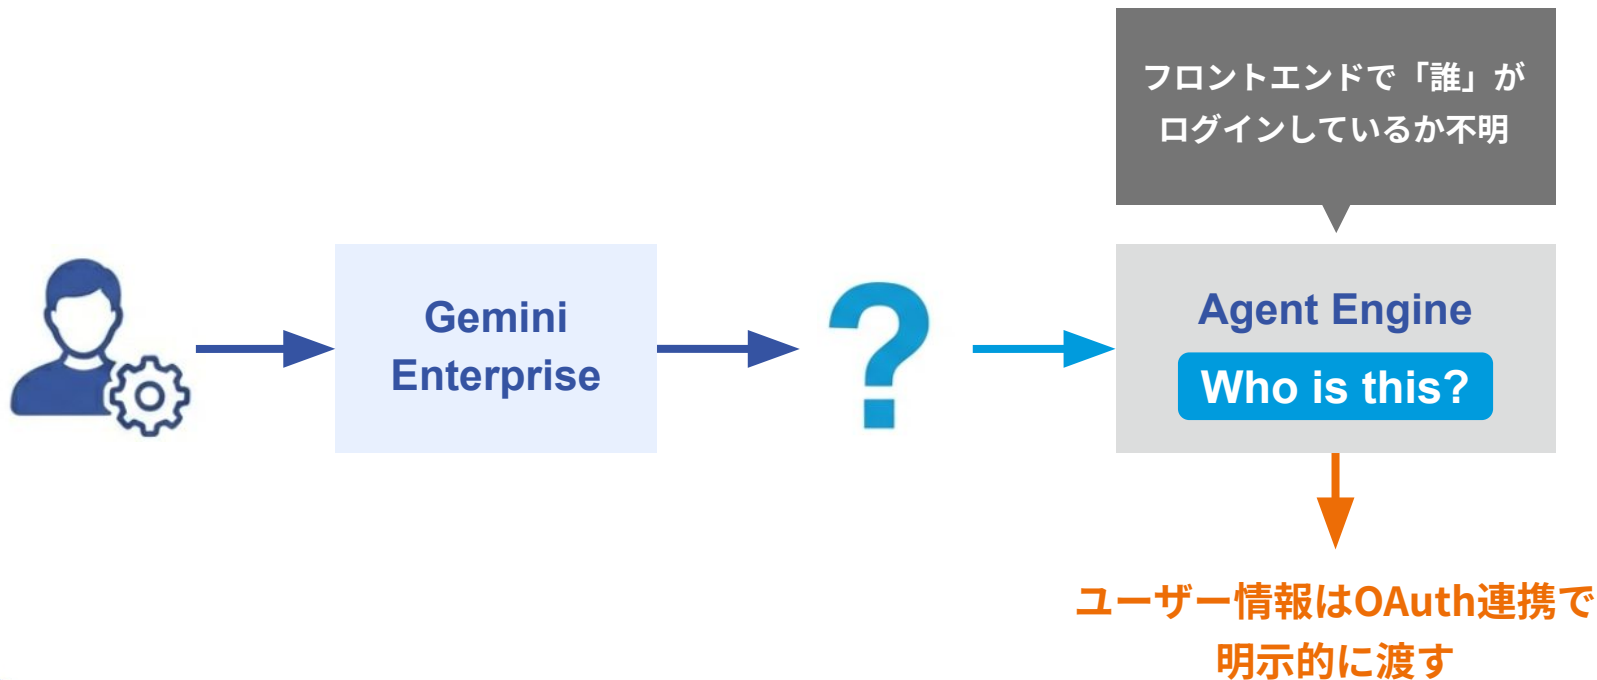 フロントエンドで「誰」が
ログインしているか不明
Gemini
Enterprise
?
Agent Engine
Who is this?
ユーザー情報はOAuth連携で
明示的に渡す